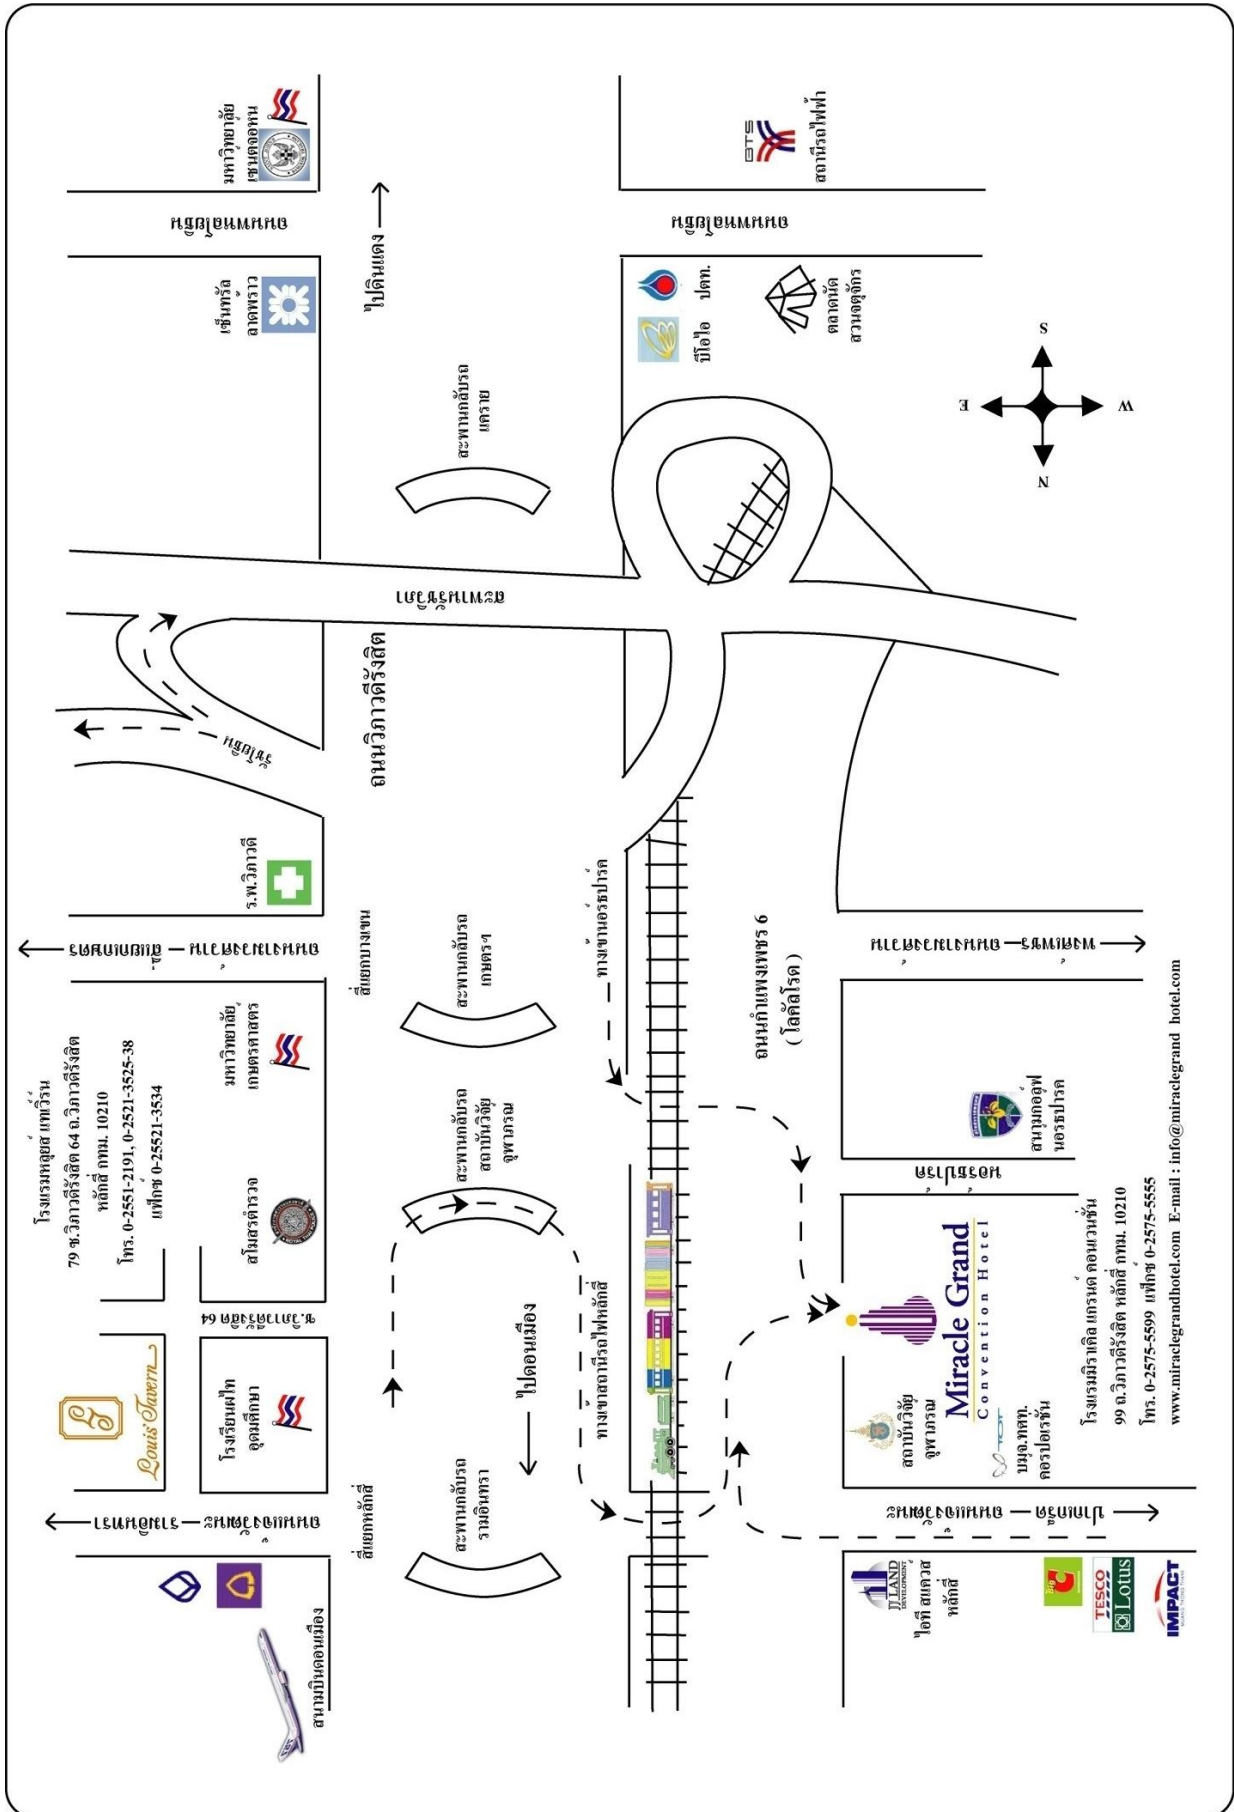 มหาวิทยาลัย
เซนต์จอห์น
ถนนพหลโยธิน
เซ็นทรัล
ลาดพร้าว
ไปดินแดง
BTS
สถานีรถไฟฟ้า
ถนนพหลโยธิน
บีโอไอ
ปตท.
ตลาดนัด
สวนจตุจักร
N
E
S
W
สะพานกลับรถ
แคราย
สะพานรัชวิภา
รัชโยธิน
ถนนวิภาวดีรังสิต
ร.พ.วิภาวดี
ถนนงามวงศ์วาน – สี่แยกเกษตร
สี่แยกบางเขน
สะพานกลับรถ
เกษตรฯ
ทางเข้านอร์ธปาร์ค
ถนนกำแพงเพชร 6
( โลคัลโรด )
พงศ์เพชร – ถนนงามวงศ์วาน
โรงแรมหลุยส์ แทเวิร์น
79 ซ.วิภาวดีรังสิต 64 ถ.วิภาวดีรังสิต
หลักสี่ กทม. 10210
โทร. 0-2551-2191, 0-2521-3525-38
แฟ็กซ์ 0-25521-3534
มหาวิทยาลัย
เกษตรศาสตร์
สโมสรตำรวจ
สะพานกลับรถ
สถาบันวิจัย
จุฬาภรณ์
สนามกอล์ฟ
นอร์ธปาร์ค
นอร์ธปาร์ค
Louis' Tavern
ซ.วิภาวดีรังสิต 64
โรงเรียนผไท
อุดมศึกษา
ไปดอนเมือง
ทางเข้าสถานีรถไฟหลักสี่
Miracle Grand
Convention Hotel
สถาบันวิจัย
จุฬาภรณ์
TOT
บมจ.ทศท.
คอร์ปอเรชั่น
โรงแรมมิราเคิล แกรนด์ คอนเวนชั่น
99 ถ.วิภาวดีรังสิต หลักสี่ กทม. 10210
โทร. 0-2575-5599 แฟ็กซ์ 0-2575-5555
www.miraclegrandhotel.com E-mail : info@miraclegrand hotel.com
ถนนแจ้งวัฒนะ – รามอินทรา
สี่แยกหลักสี่
สะพานกลับรถ
รามอินทรา
ปากเกร็ด – ถนนแจ้งวัฒนะ
สนามบินดอนเมือง
JJ LAND
DEVELOPMENT
ไอที สแควส์
หลักสี่
Big C
TESCO
Lotus
IMPACT